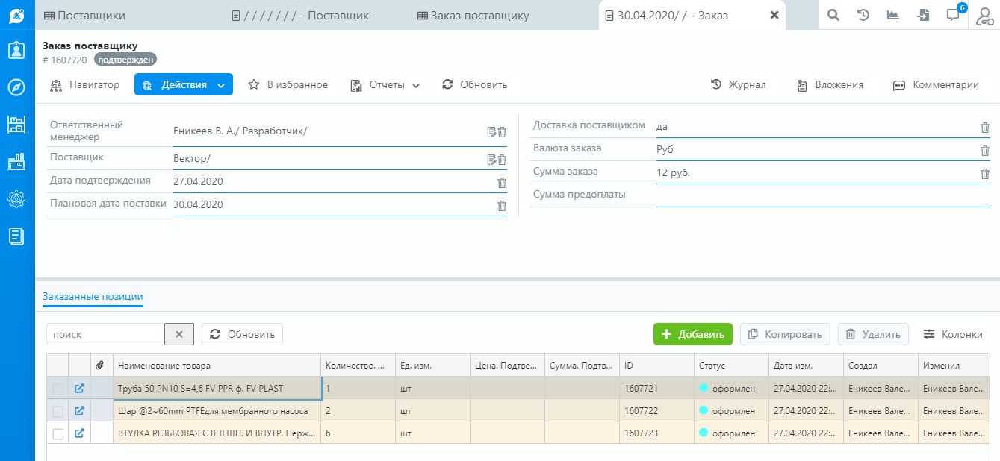 Поставщики
/ / / / / / / - Поставщик -
Заказ поставщику
30.04.2020/ / - Заказ
6
Заказ поставщику
# 1607720 подтвержден
Навигатор
Действия
В избранное
Отчеты
Обновить
Журнал
Вложения
Комментарии
Ответственный менеджер
Еникеев В. А./ Разработчик/
Поставщик
Вектор/
Дата подтверждения
27.04.2020
Плановая дата поставки
30.04.2020
Доставка поставщиком
да
Валюта заказа
Руб
Сумма заказа
12 руб.
Сумма предоплаты
Заказанные позиции
поиск
Обновить
Добавить
Копировать
Удалить
Колонки
Наименование товара Количество. ... Ед. изм. Цена. Подтве... Сумма. Подтв... ID Статус Дата изм. Создал Изменил
Труба 50 PN10 S=4,6 FV PPR ф. FV PLAST 1 шт 1607721 оформлен 27.04.2020 22:... Еникеев Вале... Еникеев Вале...
Шар @2~60mm PTFEдля мембранного насоса 2 шт 1607722 оформлен 27.04.2020 22:... Еникеев Вале... Еникеев Вале...
ВТУЛКА РЕЗЬБОВАЯ С ВНЕШН. И ВНУТР. Нерж... 6 шт 1607723 оформлен 27.04.2020 22:... Еникеев Вале... Еникеев Вале...